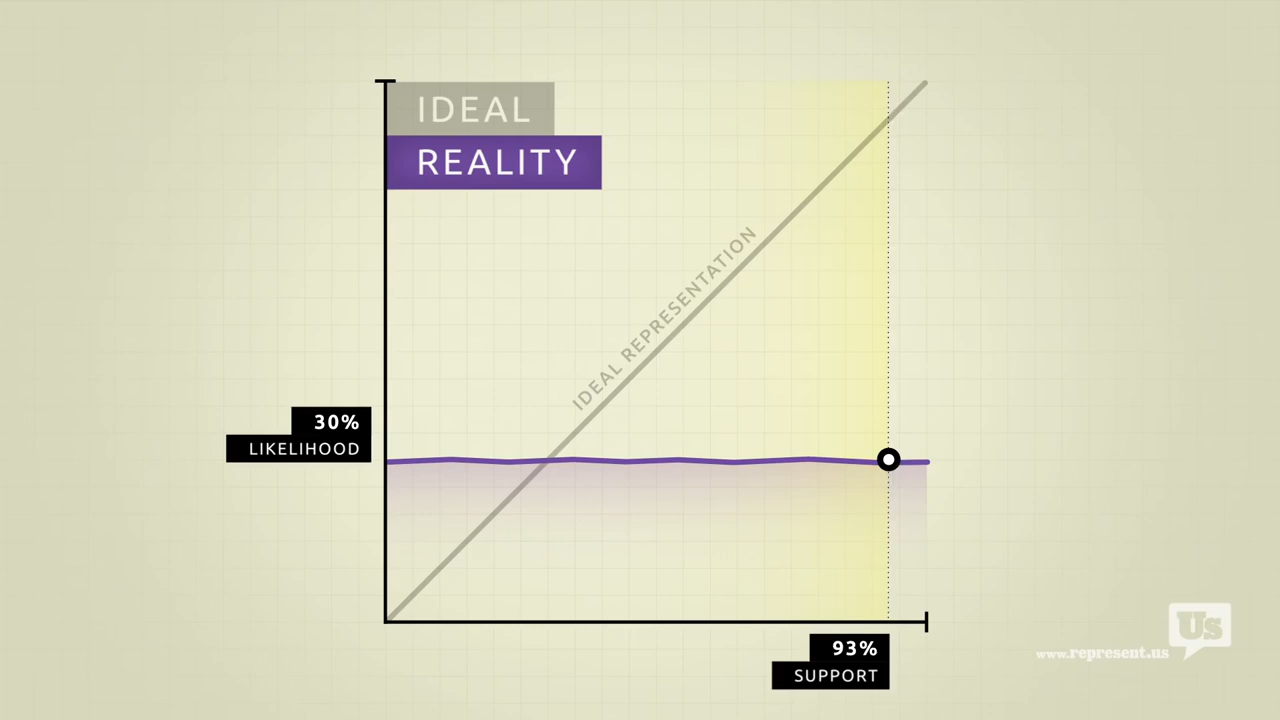 IDEAL
REALITY
IDEAL REPRESENTATION
30%
LIKELIHOOD
93%
SUPPORT
Us
www.represent.us